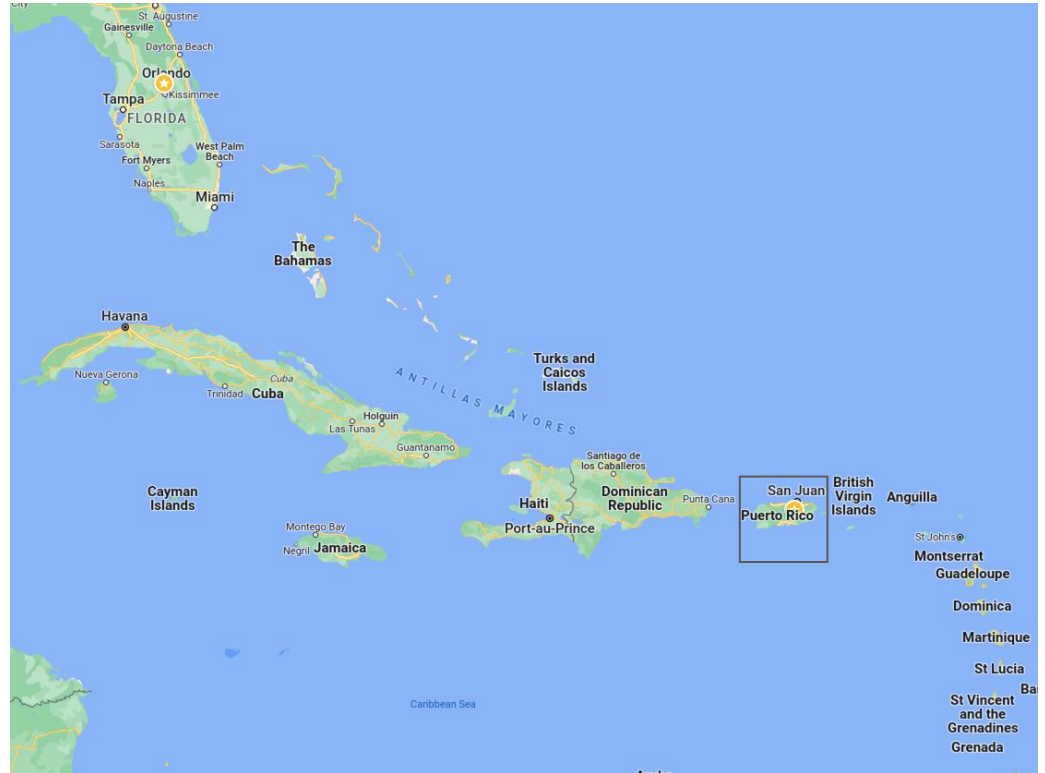 City
St. Augustine
Gainesville
Daytona Beach
Orlando
Kissimmee
Tampa
FLORIDA
Sarasota
West Palm
Beach
Fort Myers
Naples
Miami
The
Bahamas
Havana
Turks and
Caicos
Islands
Nueva Gerona
Cuba
Trinidad
Cuba
ANTILLAS MAYORES
Holguin
Las Tunas
Guantanamo
Santiago de
los Caballeros
Cayman
Islands
Haiti
Dominican
Republic
Punta Cana
San Juan
British
Virgin
Islands
Anguilla
Puerto Rico
Port-au-Prince
Montego Bay
Negril
Jamaica
St John's
Montserrat
Guadeloupe
Dominica
Martinique
St Lucia
St Vincent
and the
Grenadines
Grenada
Caribbean Sea